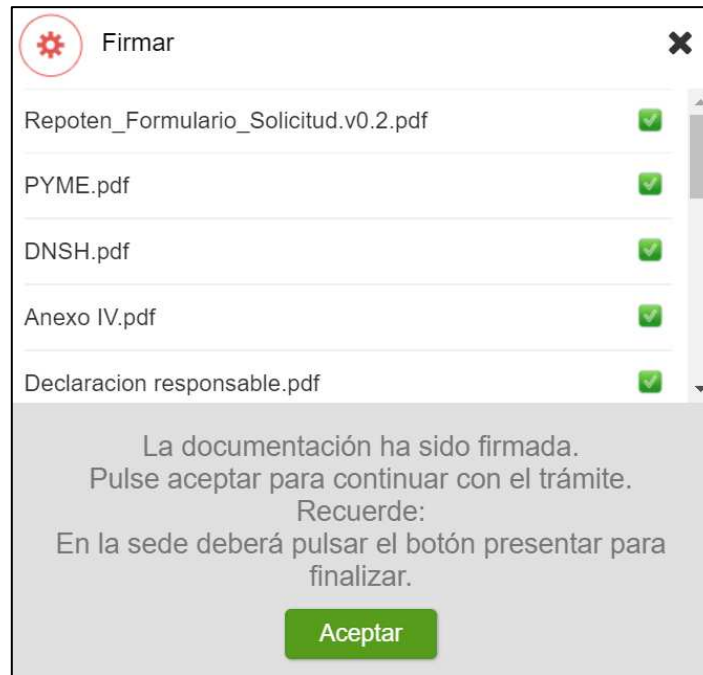 Firmar
Repoten_Formulario_Solicitud.v0.2.pdf
PYME.pdf
DNSH.pdf
Anexo IV.pdf
Declaracion responsable.pdf
La documentación ha sido firmada.
Pulse aceptar para continuar con el trámite.
Recuerde:
En la sede deberá pulsar el botón presentar para
finalizar.
Aceptar